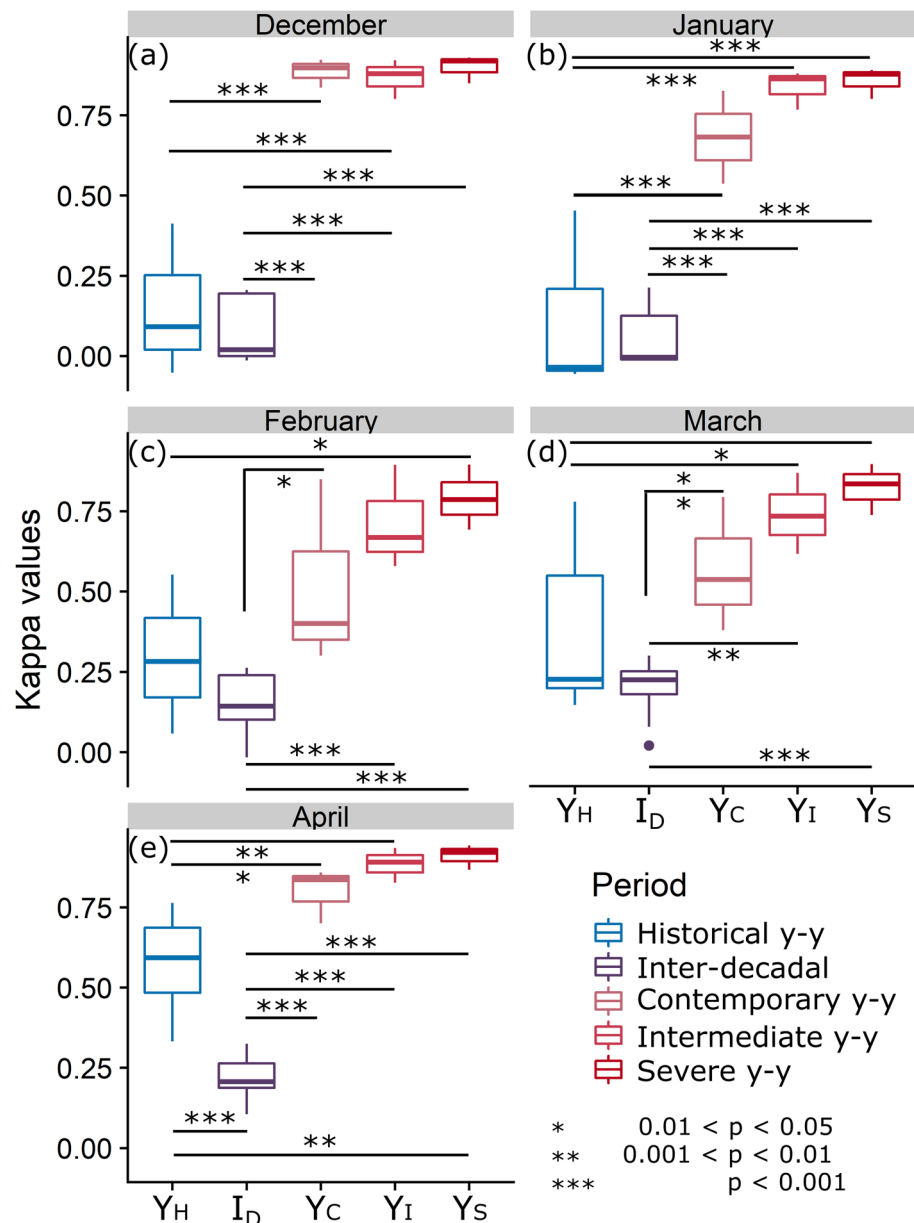 December
(a)
***
***
***
***
***
0.75
0.50
0.25
0.00
January
(b)
***
***
***
***
***
***
February
(c)
*
*
***
***
0.75
0.50
0.25
0.00
March
(d)
*
*
*
**
***
YH ID YC YI YS
April
(e)
**
*
***
***
***
***
**
0.75
0.50
0.25
0.00
YH ID YC YI YS
Kappa values
Period
Historical y-y
Inter-decadal
Contemporary y-y
Intermediate y-y
Severe y-y
* 0.01 < p < 0.05
** 0.001 < p < 0.01
*** p < 0.001